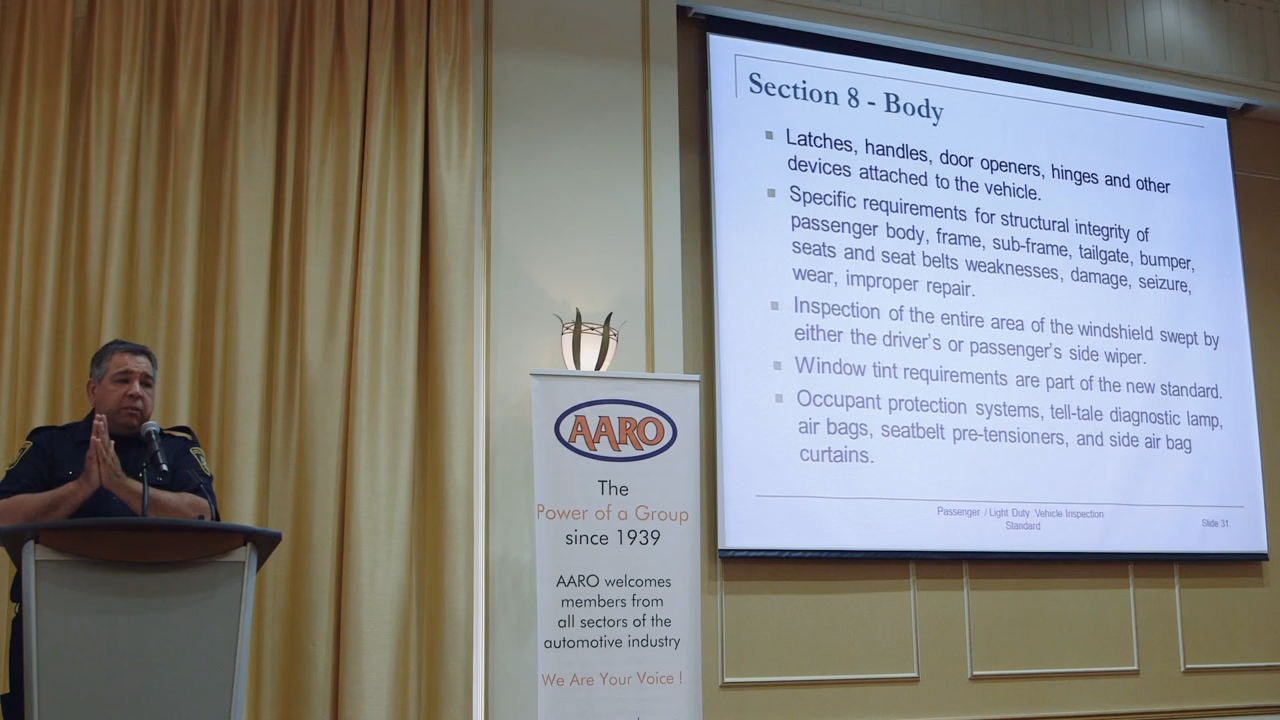 Section 8 - Body
Latches, handles, door openers, hinges and other
devices attached to the vehicle.
Specific requirements for structural integrity of
passenger body, frame, sub-frame, tailgate, bumper,
seats and seat belts weaknesses, damage, seizure,
wear, improper repair.
Inspection of the entire area of the windshield swept by
either the driver's or passenger's side wiper.
Window tint requirements are part of the new standard.
Occupant protection systems, tell-tale diagnostic lamp,
air bags, seatbelt pre-tensioners, and side air bag
curtains.
Passenger / Light Duty Vehicle Inspection
Standard
Slide 31
AARO
The
Power of a Group
since 1939
AARO welcomes
members from
all sectors of the
automotive industry
We Are Your Voice !